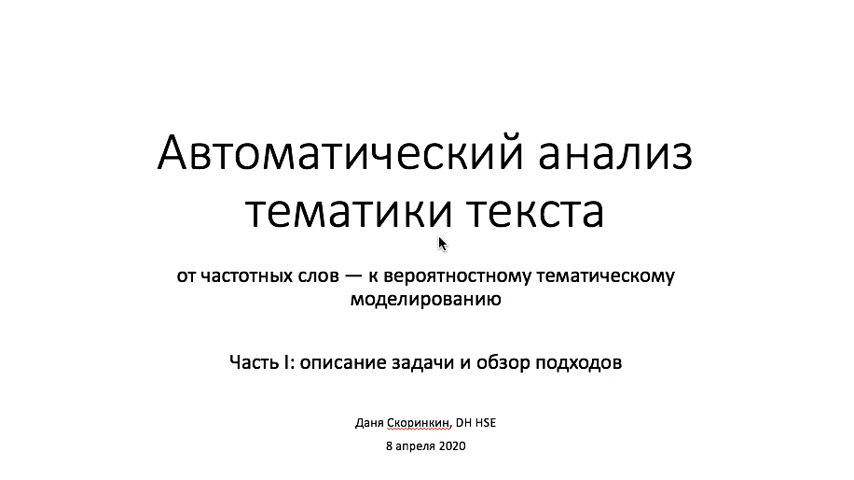 Автоматический анализ
тематики текста
от частотных слов — к вероятностному тематическому
моделированию
Часть I: описание задачи и обзор подходов
Даня Скоринкин, DH HSE
8 апреля 2020